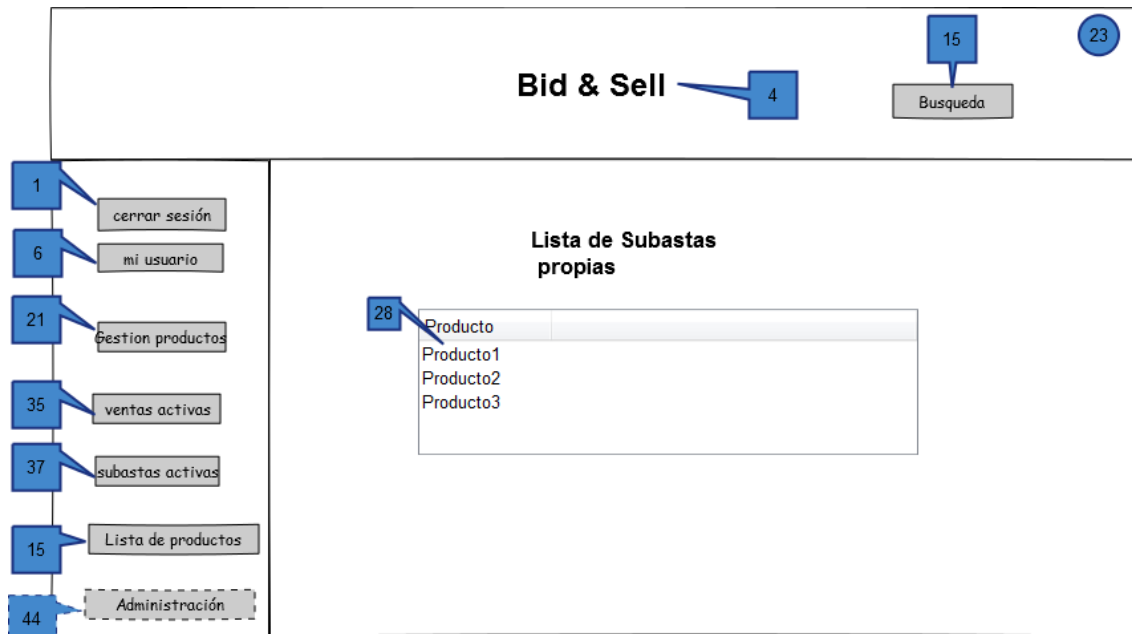 15
23
Bid & Sell
4
Busqueda
1
cerrar sesión
6
mi usuario
21
Gestion productos
35
ventas activas
37
subastas activas
15
Lista de productos
44
Administración
Lista de Subastas
propias
28
Producto
Producto1
Producto2
Producto3